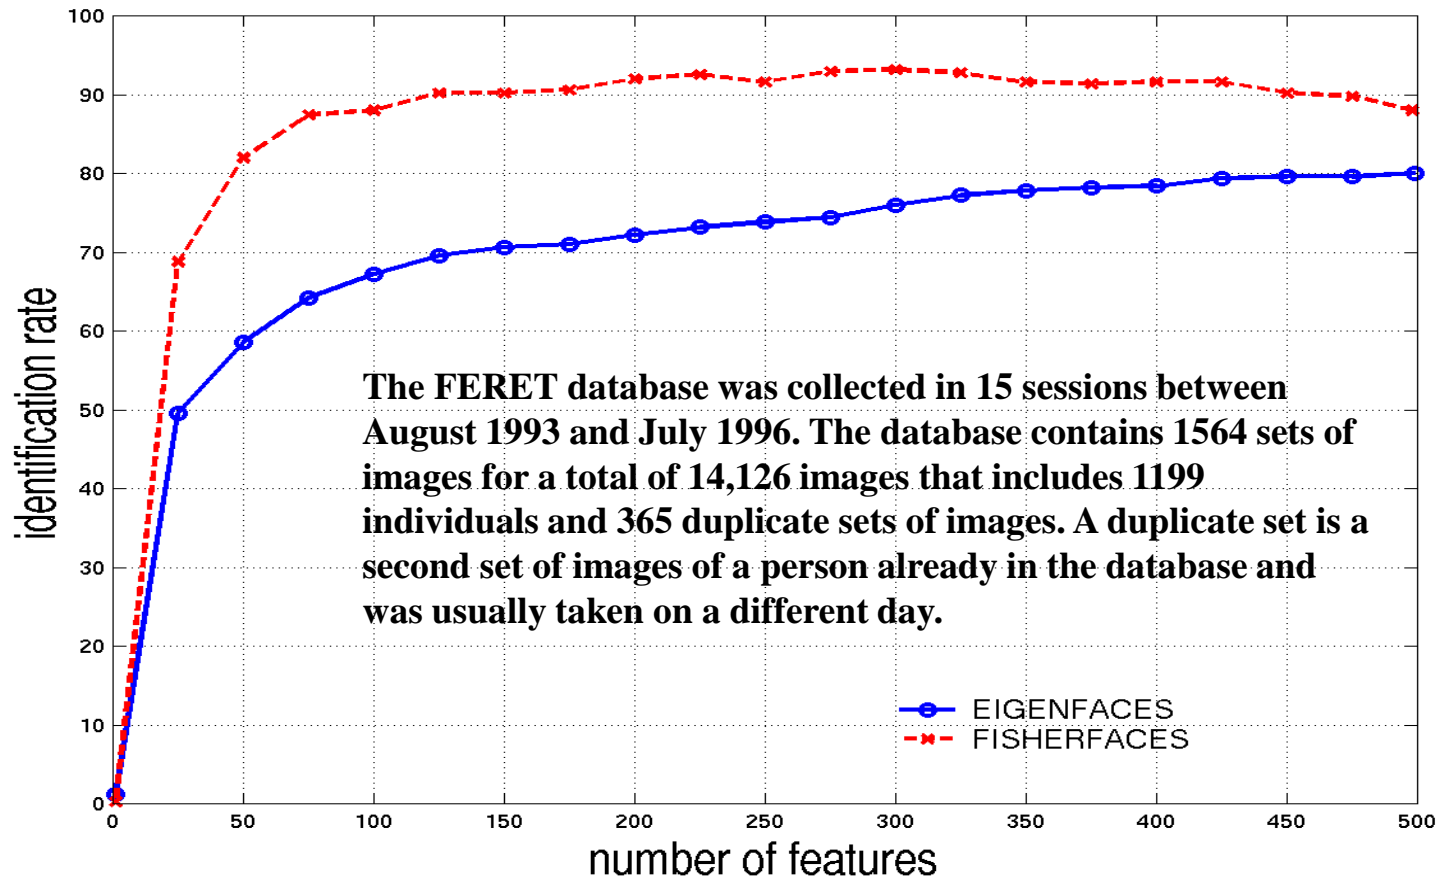 100
90
80
70
60
50
40
30
20
10
0
identification rate
The FERET database was collected in 15 sessions between
August 1993 and July 1996. The database contains 1564 sets of
images for a total of 14,126 images that includes 1199
individuals and 365 duplicate sets of images. A duplicate set is a
second set of images of a person already in the database and
was usually taken on a different day.
EIGENFACES
FISHERFACES
0 50 100 150 200 250 300 350 400 450 500
number of features